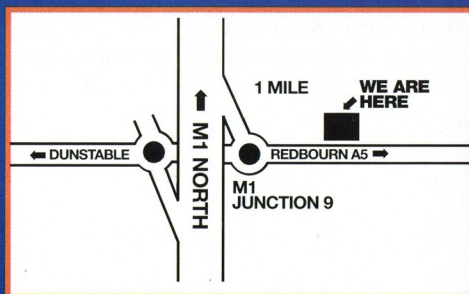 1 MILE
WE ARE
HERE
← DUNSTABLE
M1 NORTH →
REDBOURN A5 →
M1
JUNCTION 9